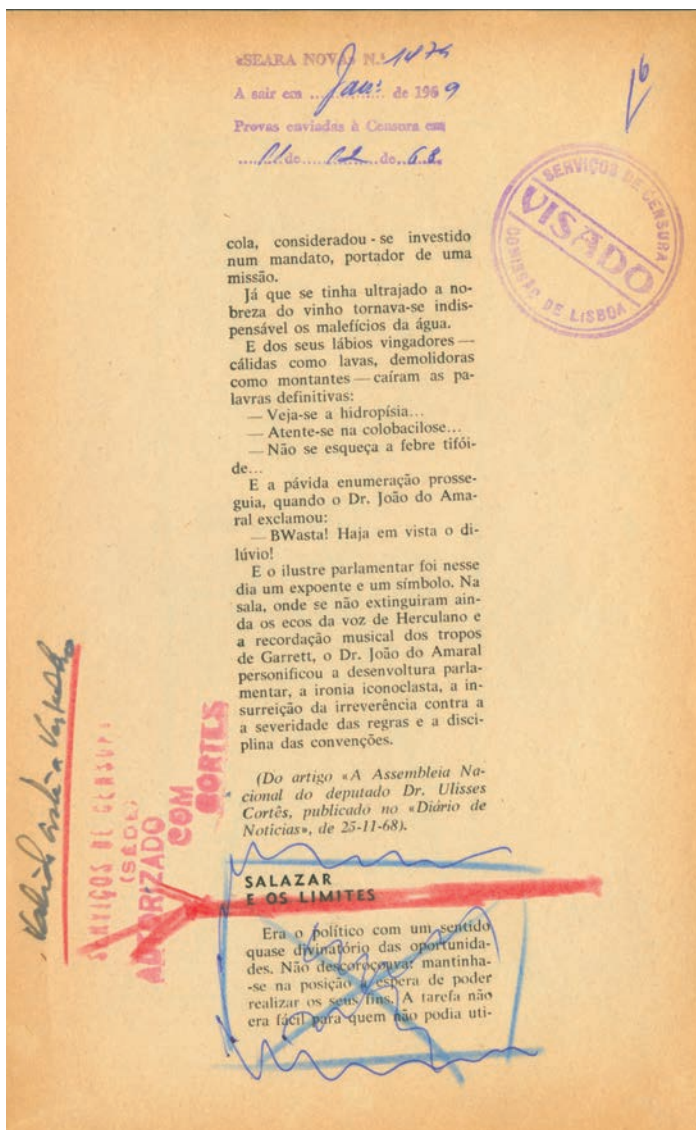 «SEARA NOVA» N.º 1479
A sair em ... Jan.º ... de 1969
Provas enviadas à Censura em
... de ... 12 ... de 68
16
SERVIÇOS DE CENSURA
VISADO
COMISSÃO DE LISBOA
cola, consideradou-se investido
num mandato, portador de uma
missão.
Já que se tinha ultrajado a no-
breza do vinho tornava-se indis-
pensável os malefícios da água.
E dos seus lábios vingadores —
cálidas como lavas, demolidoras
como montantes — caíram as pa-
lavras definitivas:
— Veja-se a hidropísia...
— Atente-se na colobacilose...
— Não se esqueça a febre tifói-
de...
E a pávida enumeração prosse-
guia, quando o Dr. João do Ama-
ral exclamou:
— BWasta! Haja em vista o di-
lúvio!
E o ilustre parlamentar foi nesse
dia um expoente e um símbolo. Na
sala, onde se não extinguiram ain-
da os ecos da voz de Herculano e
a recordação musical dos tropos
de Garrett, o Dr. João do Amaral
personificou a desenvoltura parla-
mentar, a ironia iconoclasta, a in-
surreição da irreverência contra a
a severidade das regras e a disci-
plina das convenções.
(Do artigo «A Assembleia Na-
cional do deputado Dr. Ulisses
Cortês, publicado no «Diário de
Noticias», de 25-11-68).
SERVIÇOS DE CENSURA
(SÉDE)
AUTORIZADO
COM
CORTES
SALAZAR
E OS LIMITES
Era o político com um sentido
quase divinatório das oportunida-
des. Não descoroçoava: mantinha-
-se na posição à espera de poder
realizar os seus fins. A tarefa não
era fácil para quem não podia uti-